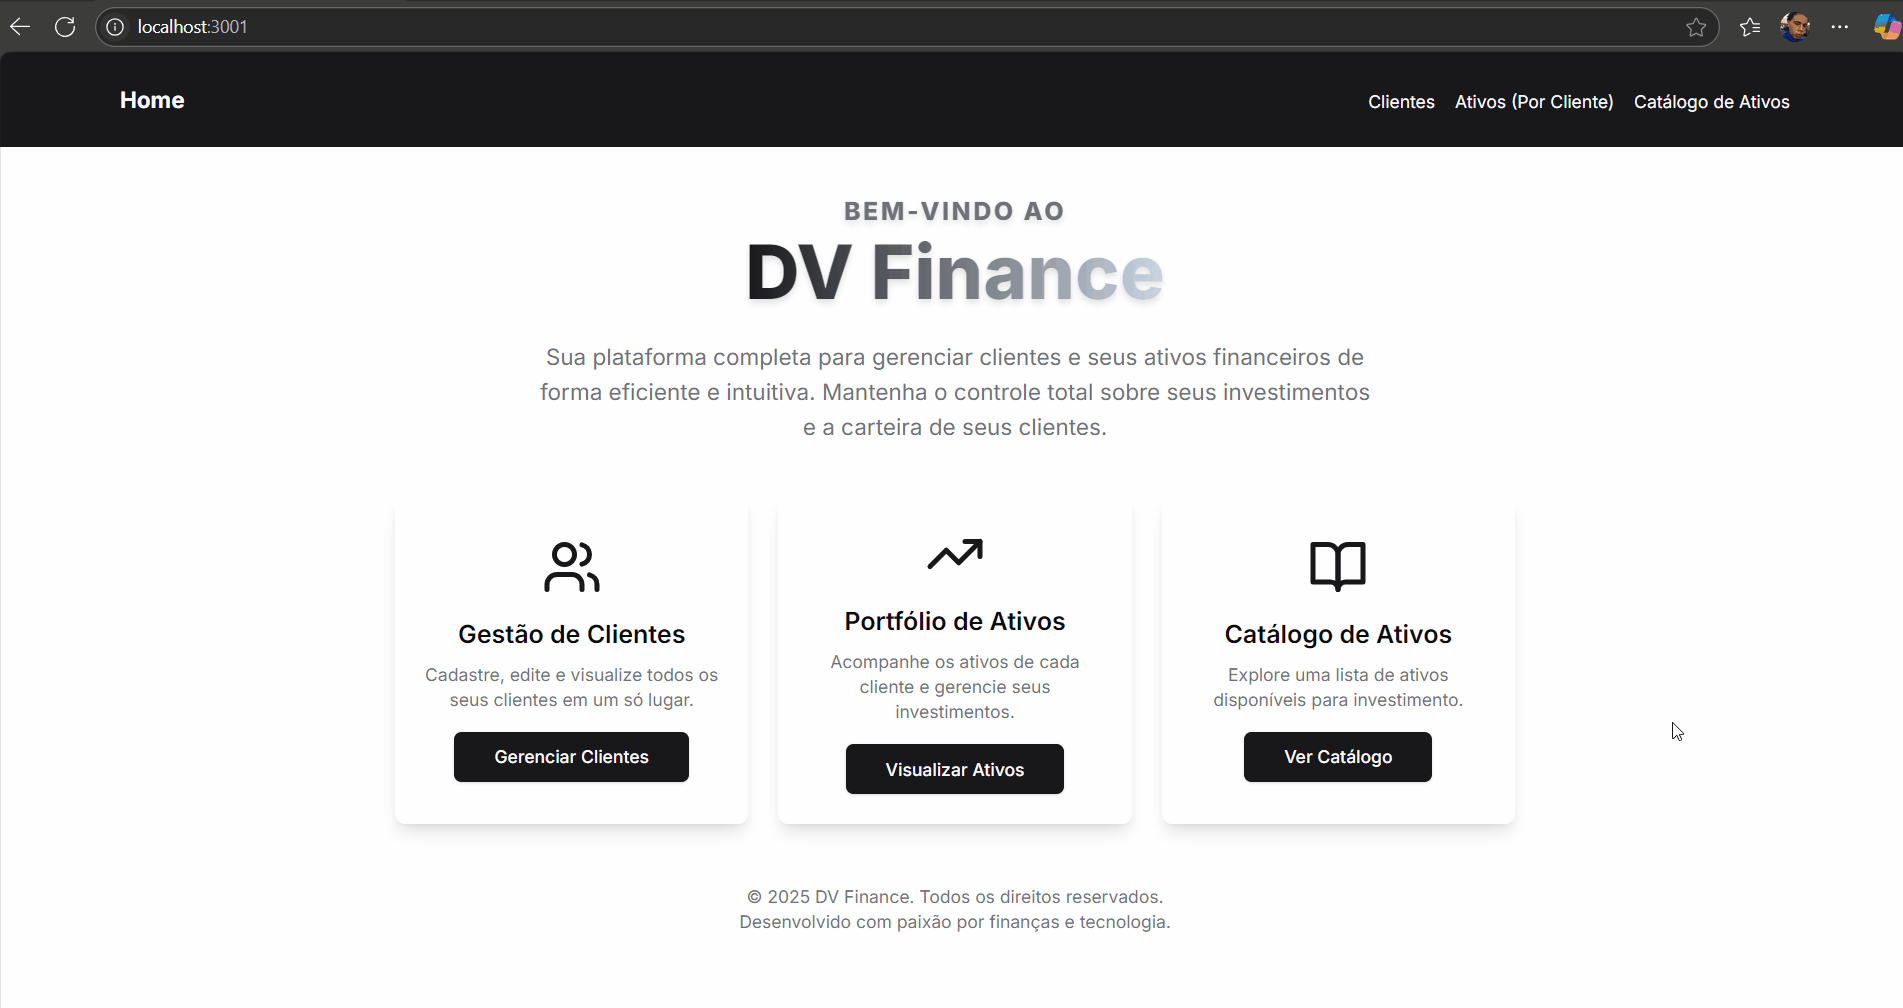 localhost:3001
Home
Clientes
Ativos (Por Cliente)
Catálogo de Ativos
BEM-VINDO AO
DV Finance
Sua plataforma completa para gerenciar clientes e seus ativos financeiros de
forma eficiente e intuitiva. Mantenha o controle total sobre seus investimentos
e a carteira de seus clientes.
Gestão de Clientes
Cadastre, edite e visualize todos os
seus clientes em um só lugar.
Gerenciar Clientes
Portfólio de Ativos
Acompanhe os ativos de cada
cliente e gerencie seus
investimentos.
Visualizar Ativos
Catálogo de Ativos
Explore uma lista de ativos
disponíveis para investimento.
Ver Catálogo
© 2025 DV Finance. Todos os direitos reservados.
Desenvolvido com paixão por finanças e tecnologia.